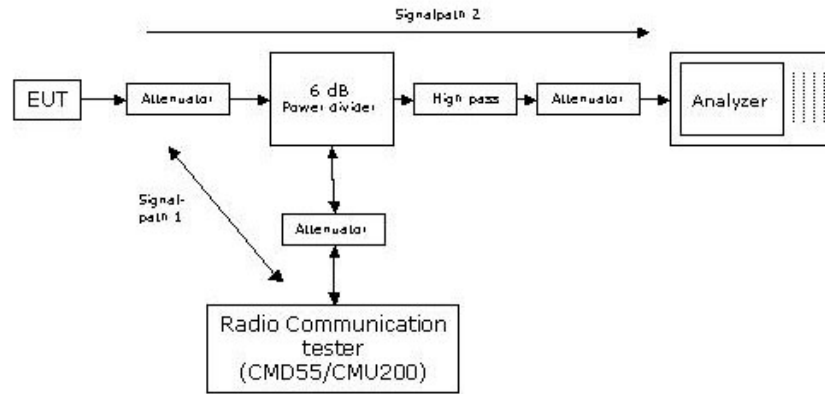 Signalpath 2
EUT
Attenuator
6 dB
Power divider
High pass
Attenuator
Analyzer
Signal-
path 1
Attenuator
Radio Communication
tester
(CMD55/CMU200)